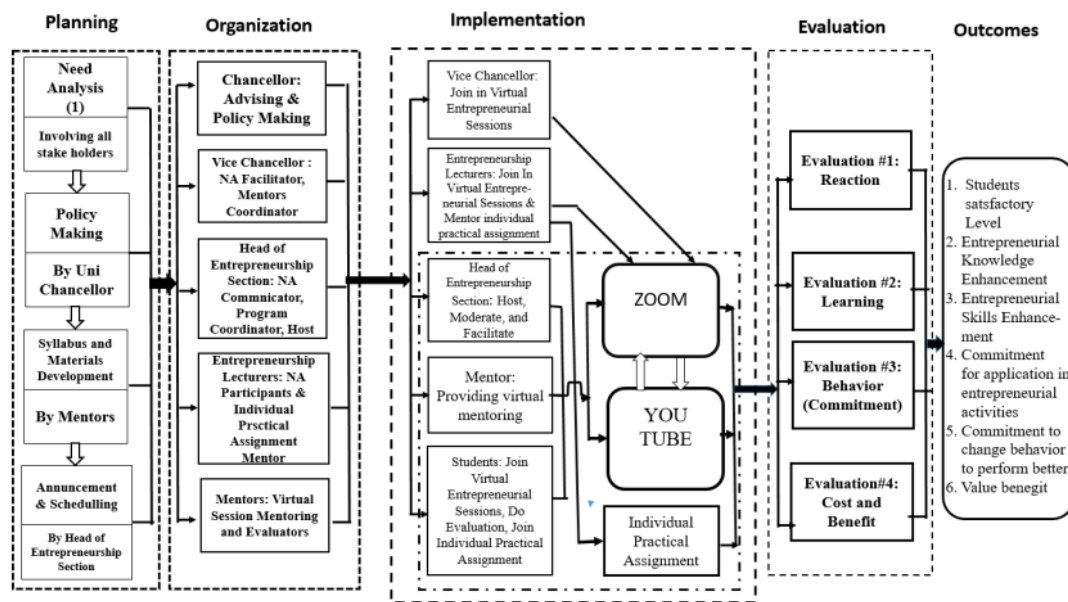 Planning
Organization
Implementation
Evaluation
Outcomes
Need
Analysis
(1)
Involving all
stake holders
Policy
Making
By Uni
Chancellor
Syllabus and
Materials
Development
By Mentors
Annuncement
& Schedulling
By Head of
Entrepreneurship
Section
Chancellor:
Advising &
Policy Making
Vice Chancellor :
NA Facilitator,
Mentors
Coordinator
Head of
Entrepreneurship
Section: NA
Commnicator,
Program
Coordinator, Host
Entrepreneurship
Lecturers: NA
Participants &
Individual
Prsctical
Assignment
Mentor
Mentors: Virtual
Session Mentoring
and Evaluators
Vice Chancellor:
Join in Virtual
Entrepreneurial
Sessions
Entrepreneurship
Lecturers: Join In
Virtual Entrepre-
neurial Sessions &
Mentor individual
practical assignment
Head of
Entrepreneurship
Section: Host,
Moderate, and
Facilitate
Mentor:
Providing virtual
mentoring
Students: Join
Virtual
Entrepreneurial
Sessions, Do
Evaluation, Join
Individual Practical
Assignment
ZOOM
YOU
TUBE
Individual
Practical
Assignment
Evaluation #1:
Reaction
Evaluation #2:
Learning
Evaluation #3:
Behavior
(Commitment)
Evaluation#4:
Cost and
Benefit
1. Students
satsfactory
Level
2. Entrepreneurial
Knowledge
Enhancement
3. Entrepreneurial
Skills Enhance-
ment
4. Commitment
for application in
entrepreneurial
activities
5. Commitment to
change behavior
to perform better
6. Value benegit